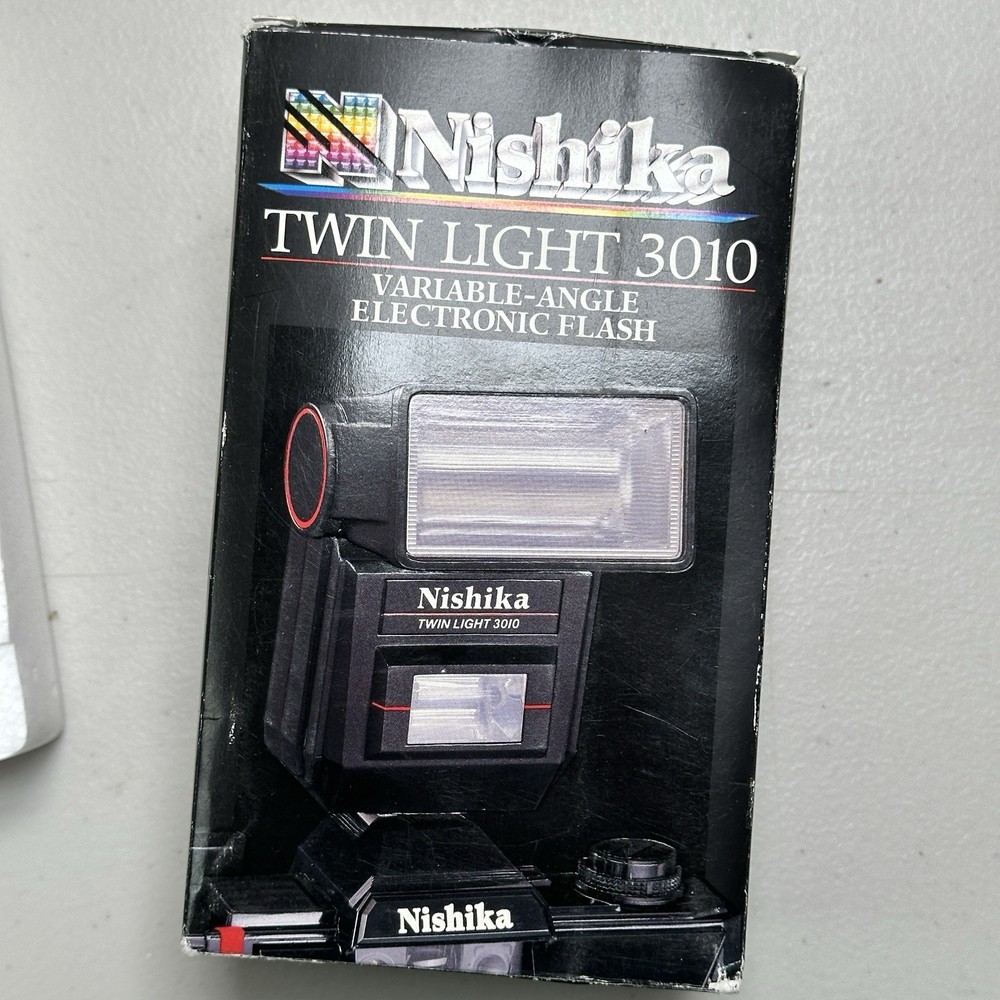 N Nishika
TWIN LIGHT 3010
VARIABLE-ANGLE
ELECTRONIC FLASH
Nishika
TWIN LIGHT 3010
Nishika